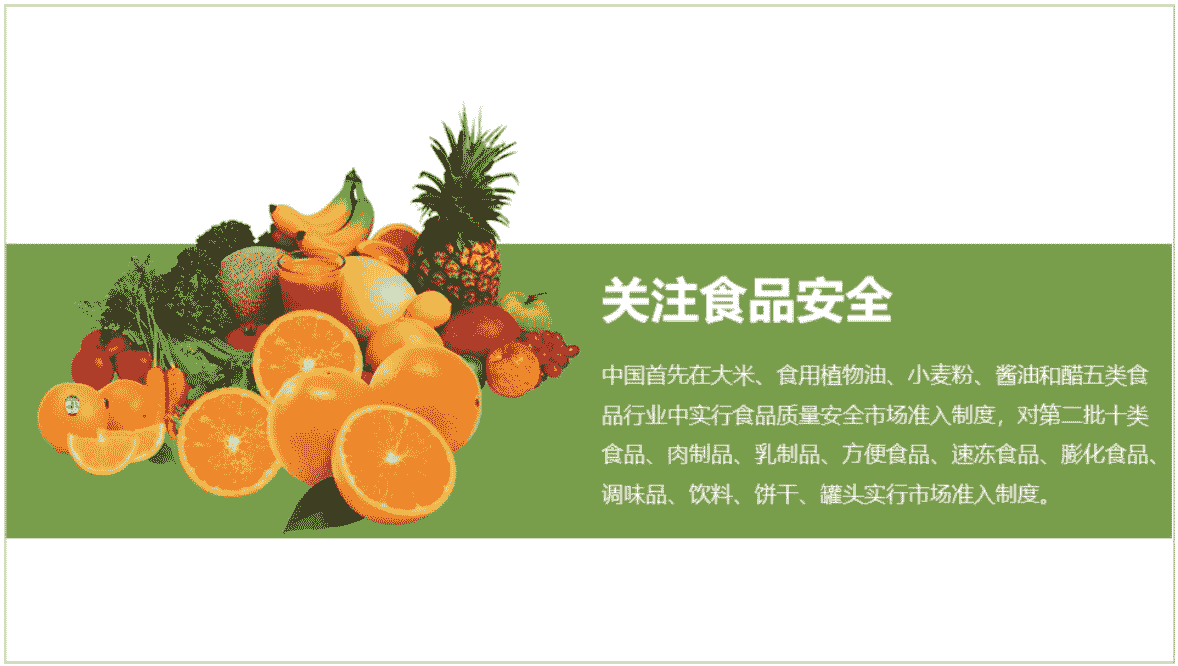 关注食品安全
中国首先在大米、食用植物油、小麦粉、酱油和醋五类食
品行业中实行食品质量安全市场准入制度，对第二批十类
食品、肉制品、乳制品、方便食品、速冻食品、膨化食品、
调味品、饮料、饼干、罐头实行市场准入制度。